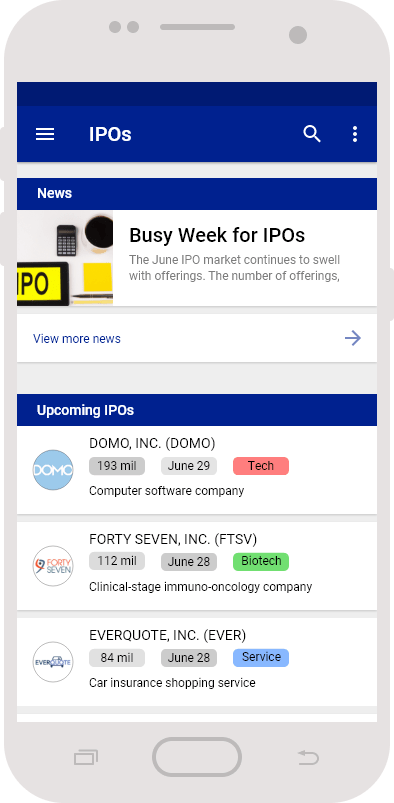 IPOs
News
Busy Week for IPOs
The June IPO market continues to swell
with offerings. The number of offerings,
IPO
View more news
Upcoming IPOs
DOMO, INC. (DOMO)
193 mil June 29 Tech
DOMO
Computer software company
FORTY SEVEN, INC. (FTSV)
112 mil June 28 Biotech
FORTY
SEVEN
Clinical-stage immuno-oncology company
EVERQUOTE, INC. (EVER)
84 mil June 28 Service
EVERQUOTE
Car insurance shopping service